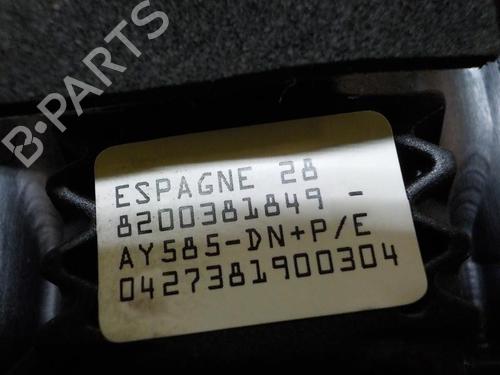 B-PARTS
ESPAGNE 28
8200381849 -
AY585-DN+P/E
0427381900304